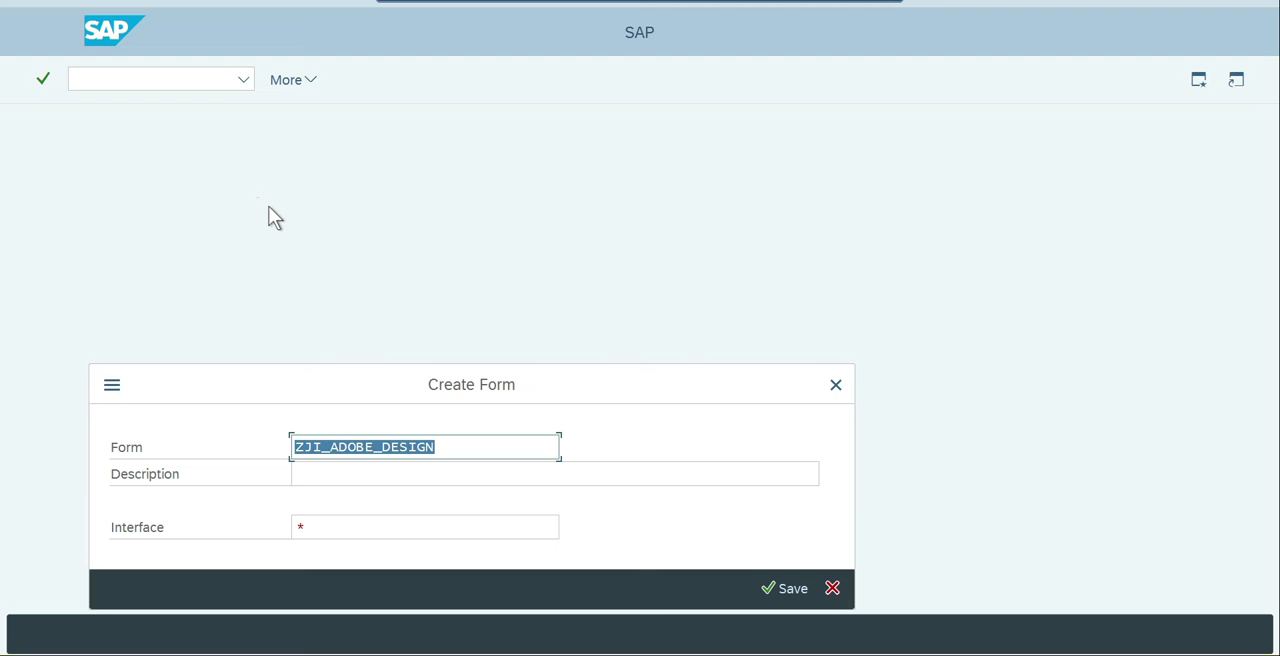 SAP
SAP
More
Create Form
Form ZJI_ADOBE_DESIGN
Description
Interface *
Save